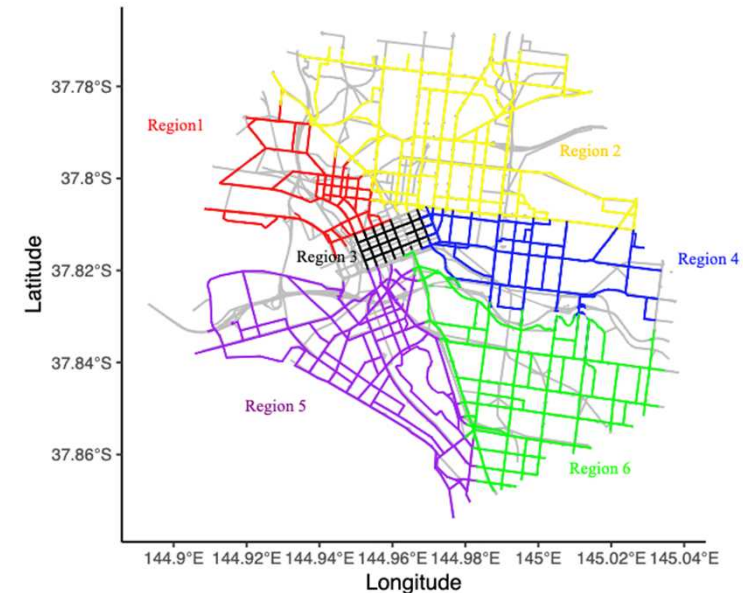 37.78°S
Region1
Region 2
37.8°S
Region 3
Region 4
37.82°S
37.84°S
Region 5
37.86°S
Region 6
Latitude
144.9°E 144.92°E 144.94°E 144.96°E 144.98°E 145°E 145.02°E 145.04°E
Longitude